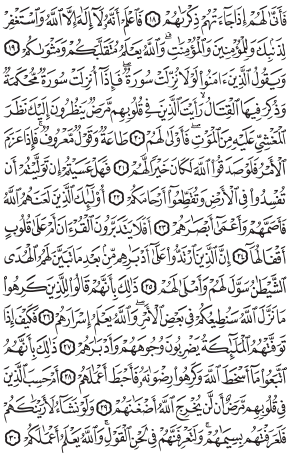 فَأَنَّىٰ لَهُمْ إِذَا جَآءَتْهُمْ ذِكْرَىٰهُمْ ١٨ فَٱعْلَمْ أَنَّهُۥ لَآ إِلَٰهَ إِلَّا ٱللَّهُ وَٱسْتَغْفِرْ
لِذَنۢبِكَ وَلِلْمُؤْمِنِينَ وَٱلْمُؤْمِنَٰتِ ۗ وَٱللَّهُ يَعْلَمُ مُتَقَلَّبَكُمْ وَمَثْوَىٰكُمْ ١٩
وَيَقُولُ ٱلَّذِينَ ءَامَنُوا۟ لَوْلَا نُزِّلَتْ سُورَةٌ ۖ فَإِذَآ أُنزِلَتْ سُورَةٌ مُّحْكَمَةٌ
وَذُكِرَ فِيهَا ٱلْقِتَالُ ۙ رَأَيْتَ ٱلَّذِينَ فِى قُلُوبِهِم مَّرَضٌ يَنظُرُونَ إِلَيْكَ نَظَرَ
ٱلْمَغْشِىِّ عَلَيْهِ مِنَ ٱلْمَوْتِ ۖ فَأَوْلَىٰ لَهُمْ ٢٠ طَاعَةٌ وَقَوْلٌ مَّعْرُوفٌ ۚ فَإِذَا عَزَمَ
ٱلْأَمْرُ فَلَوْ صَدَقُوا۟ ٱللَّهَ لَكَانَ خَيْرًا لَّهُمْ ٢١ فَهَلْ عَسَيْتُمْ إِن تَوَلَّيْتُمْ أَن
تُفْسِدُوا۟ فِى ٱلْأَرْضِ وَتُقَطِّعُوٓا۟ أَرْحَامَكُمْ ٢٢ أُو۟لَٰٓئِكَ ٱلَّذِينَ لَعَنَهُمُ ٱللَّهُ
فَأَصَمَّهُمْ وَأَعْمَىٰٓ أَبْصَٰرَهُمْ ٢٣ أَفَلَا يَتَدَبَّرُونَ ٱلْقُرْءَانَ أَمْ عَلَىٰ قُلُوبٍ
أَقْفَالُهَآ ٢٤ إِنَّ ٱلَّذِينَ ٱرْتَدُّوا۟ عَلَىٰٓ أَدْبَٰرِهِم مِّنۢ بَعْدِ مَا تَبَيَّنَ لَهُمُ ٱلْهُدَى
ٱلشَّيْطَٰنُ سَوَّلَ لَهُمْ وَأَمْلَىٰ لَهُمْ ٢٥ ذَٰلِكَ بِأَنَّهُمْ قَالُوا۟ لِلَّذِينَ كَرِهُوا۟
مَا نَزَّلَ ٱللَّهُ سَنُطِيعُكُمْ فِى بَعْضِ ٱلْأَمْرِ ۖ وَٱللَّهُ يَعْلَمُ إِسْرَارَهُمْ ٢٦ فَكَيْفَ إِذَا
تَوَفَّتْهُمُ ٱلْمَلَٰٓئِكَةُ يَضْرِبُونَ وُجُوهَهُمْ وَأَدْبَٰرَهُمْ ٢٧ ذَٰلِكَ بِأَنَّهُمُ
ٱتَّبَعُوا۟ مَآ أَسْخَطَ ٱللَّهَ وَكَرِهُوا۟ رِضْوَٰنَهُۥ فَأَحْبَطَ أَعْمَٰلَهُمْ ٢٨ أَمْ حَسِبَ ٱلَّذِينَ
فِى قُلُوبِهِم مَّرَضٌ أَن لَّن يُخْرِجَ ٱللَّهُ أَضْغَٰنَهُمْ ٢٩ وَلَوْ نَشَآءُ لَأَرَيْنَٰكَهُمْ
فَلَعَرَفْتَهُم بِسِيمَٰهُمْ ۚ وَلَتَعْرِفَنَّهُمْ فِى لَحْنِ ٱلْقَوْلِ ۚ وَٱللَّهُ يَعْلَمُ أَعْمَٰلَكُمْ ٣٠